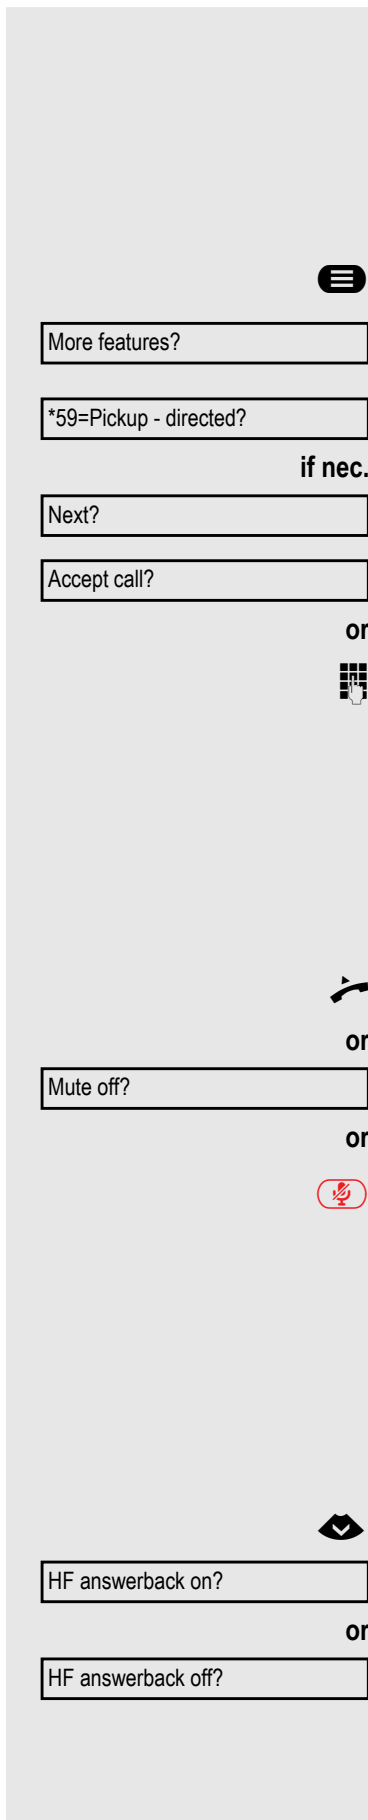 More features?
*59=Pickup - directed?
if nec.
Next?
Accept call?
or
or
Mute off?
or
HF answerback on?
or
HF answerback off?